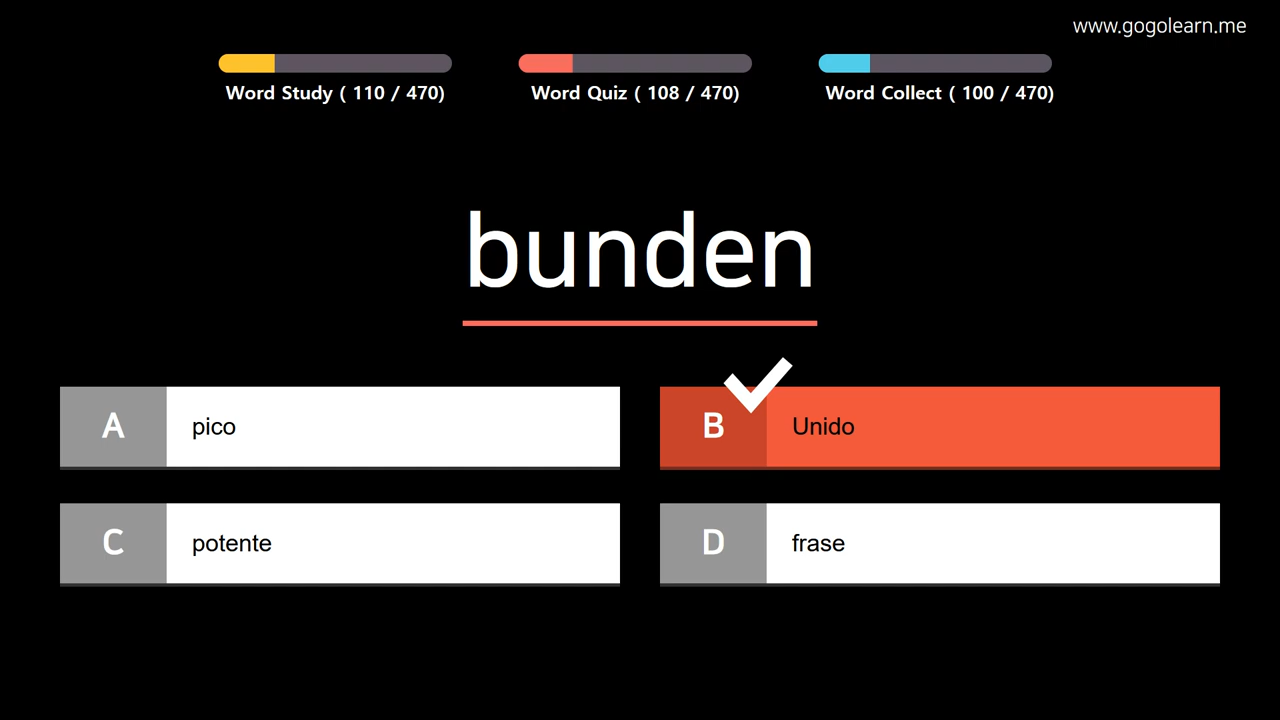 www.gogolearn.me
Word Study ( 110 / 470)
Word Quiz ( 108 / 470)
Word Collect ( 100 / 470)
bunden
A pico
B Unido
C potente
D frase